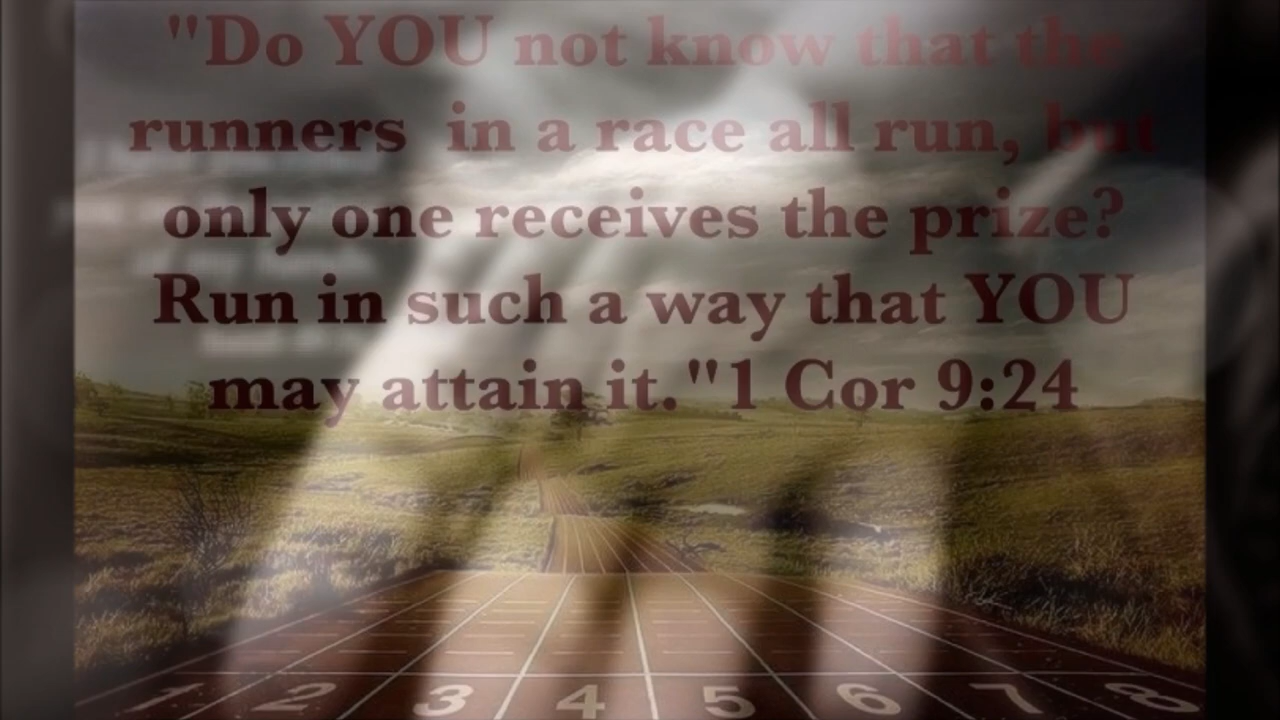 "Do YOU not know that the
runners in a race all run, but
only one receives the prize?
Run in such a way that YOU
may attain it."1 Cor 9:24
1 2 3 4 5 6 7 8